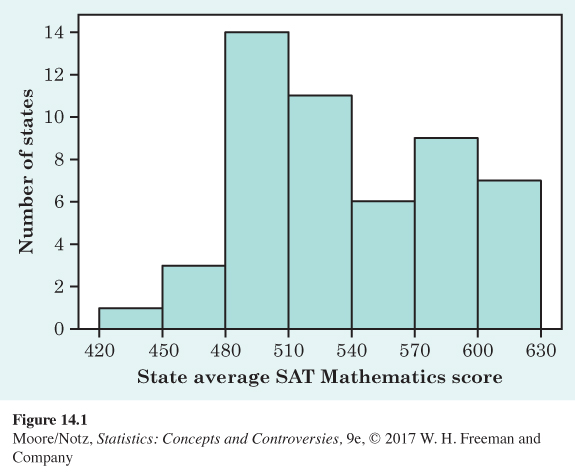 14
12
10
8
6
4
2
0
Number of states
420 450 480 510 540 570 600 630
State average SAT Mathematics score
Figure 14.1
Moore/Notz, Statistics: Concepts and Controversies, 9e, © 2017 W. H. Freeman and
Company